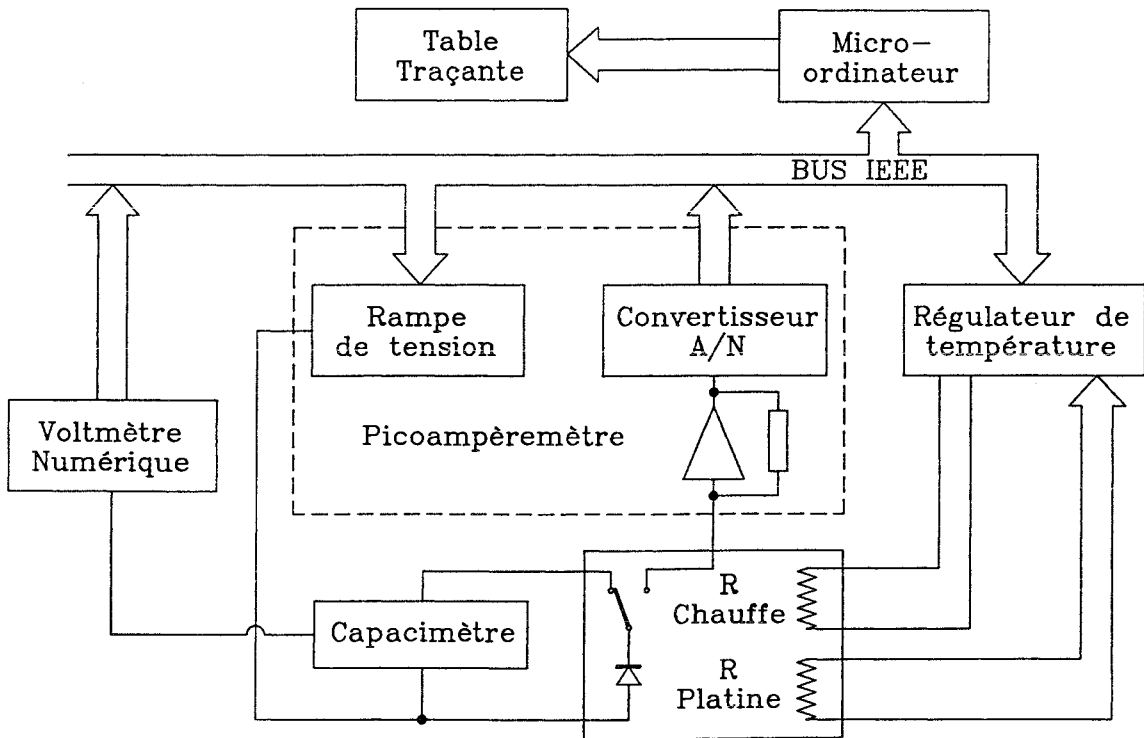 Table
Traçante
Micro-
ordinateur
BUS IEEE
Rampe
de tension
Convertisseur
A/N
Régulateur de
température
Voltmètre
Numérique
Picoampèremètre
Capacimètre
R
Chauffe
R
Platine